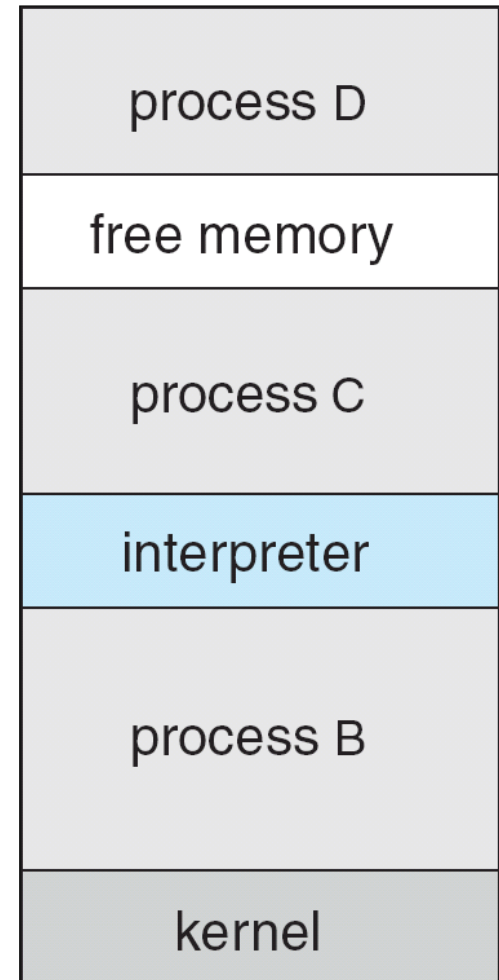 process D
free memory
process C
interpreter
process B
kernel